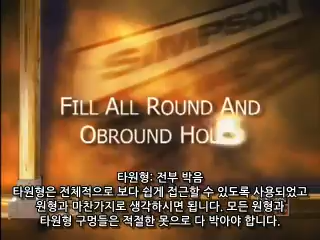 SIMPSON
FILL ALL ROUND AND
OBROUND
타원형: 전부 박음
타원형은 전체적으로 보다 쉽게 접근할 수 있도록 사용되었고
원형과 마찬가지로 생각하시면 됩니다. 모든 원형과
타원형 구멍들은 적절한 못으로 다 박아야 합니다.